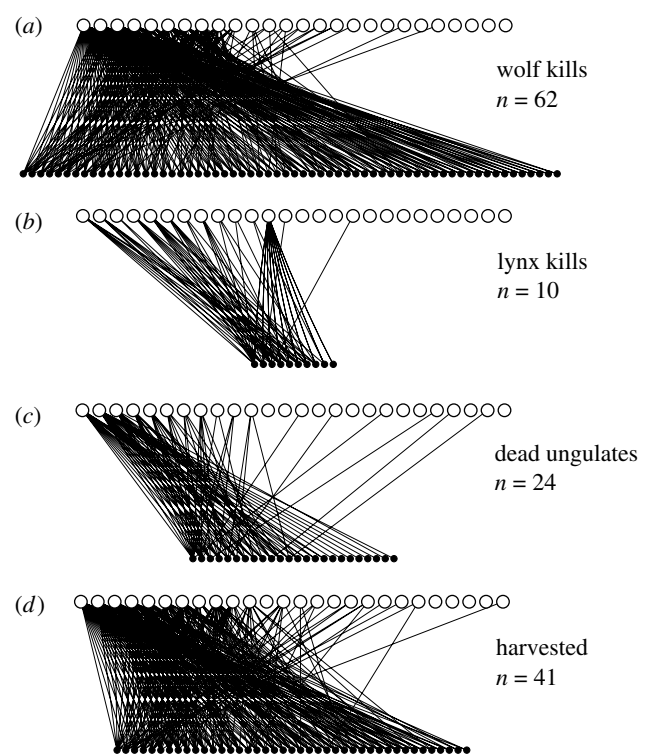 (a)
wolf kills
n = 62
(b)
lynx kills
n = 10
(c)
dead ungulates
n = 24
(d)
harvested
n = 41